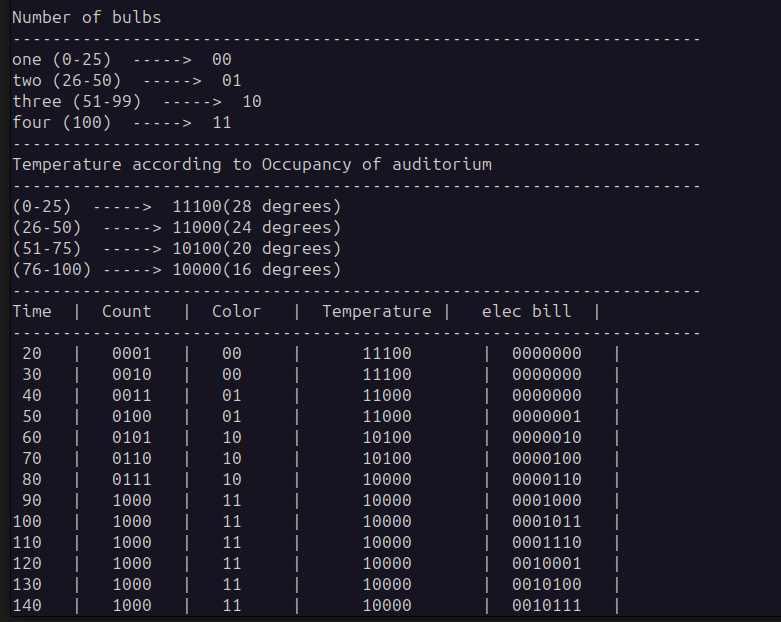 Number of bulbs
---------------------------------------------------------------------
one (0-25)  ----->  00
two (26-50)  ----->  01
three (51-99)  ----->  10
four (100)  ----->  11
---------------------------------------------------------------------
Temperature according to Occupancy of auditorium
---------------------------------------------------------------------
(0-25)  ----->  11100(28 degrees)
(26-50)  -----> 11000(24 degrees)
(51-75)  -----> 10100(20 degrees)
(76-100) -----> 10000(16 degrees)
---------------------------------------------------------------------
Time  |  Count   |  Color   |  Temperature |   elec bill  |
---------------------------------------------------------------------
 20   |   0001   |   00     |      11100       |  0000000   |
 30   |   0010   |   00     |      11100       |  0000000   |
 40   |   0011   |   01     |      11000       |  0000000   |
 50   |   0100   |   01     |      11000       |  0000001   |
 60   |   0101   |   10     |      10100       |  0000010   |
 70   |   0110   |   10     |      10100       |  0000100   |
 80   |   0111   |   10     |      10000       |  0000110   |
 90   |   1000   |   11     |      10000       |  0001000   |
100   |   1000   |   11     |      10000       |  0001011   |
110   |   1000   |   11     |      10000       |  0001110   |
120   |   1000   |   11     |      10000       |  0010001   |
130   |   1000   |   11     |      10000       |  0010100   |
140   |   1000   |   11     |      10000       |  0010111   |